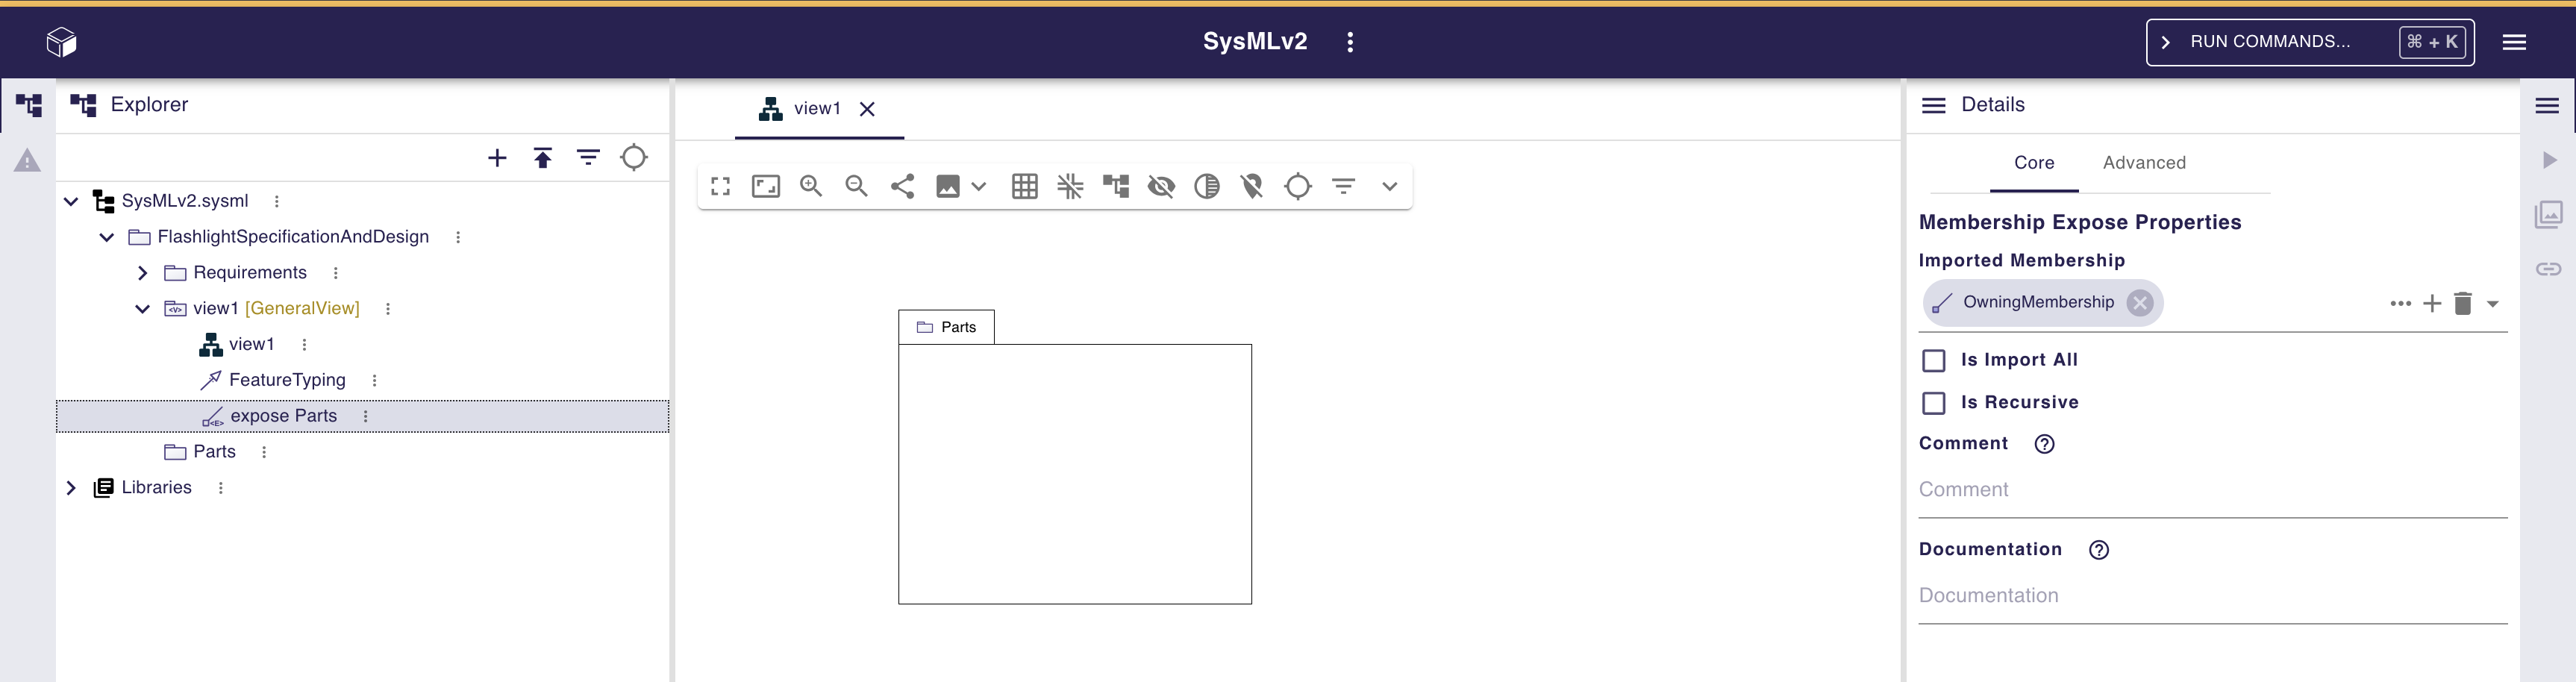 SysMLv2
RUN COMMANDS... ⌘ + K
Explorer
SysMLv2.sysml
FlashlightSpecificationAndDesign
Requirements
view1 [GeneralView]
view1
FeatureTyping
<E> expose Parts
Parts
Libraries
view1
Parts
Details
Core Advanced
Membership Expose Properties
Imported Membership
OwningMembership
Is Import All
Is Recursive
Comment
Comment
Documentation
Documentation